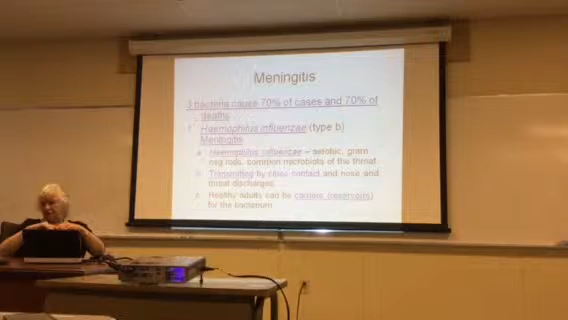 Meningitis
3 bacteria cause 70% of cases and 70% of
deaths
1. Haemophilus influenzae (type b)
Meningitis
a. Haemophilus influenzae – aerobic, gram
neg rods, common microbiota of the throat
b. Transmitted by close contact and nose and
throat discharges
c. Healthy adults can be carriers (reservoirs)
for the bacterium